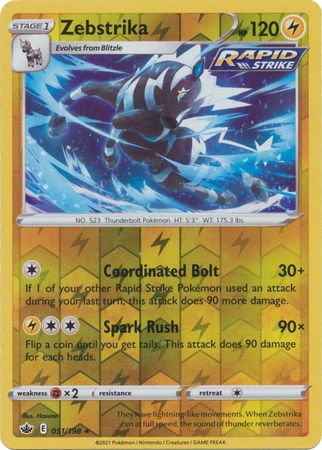 STAGE 1
Zebstrika
HP 120
Evolves from Blitzle
RAPID
STRIKE
NO. 523 Thunderbolt Pokémon HT: 5'3" WT: 175.3 lbs.
Coordinated Bolt 30+
If 1 of your other Rapid Strike Pokémon used an attack
during your last turn, this attack does 90 more damage.
Spark Rush 90×
Flip a coin until you get tails. This attack does 90 damage
for each heads.
weakness ×2 resistance retreat
Illus. Hasuno
E 051/198 ★
They have lightning-like movements. When Zebstrika
run at full speed, the sound of thunder reverberates.
©2021 Pokémon / Nintendo / Creatures / GAME FREAK